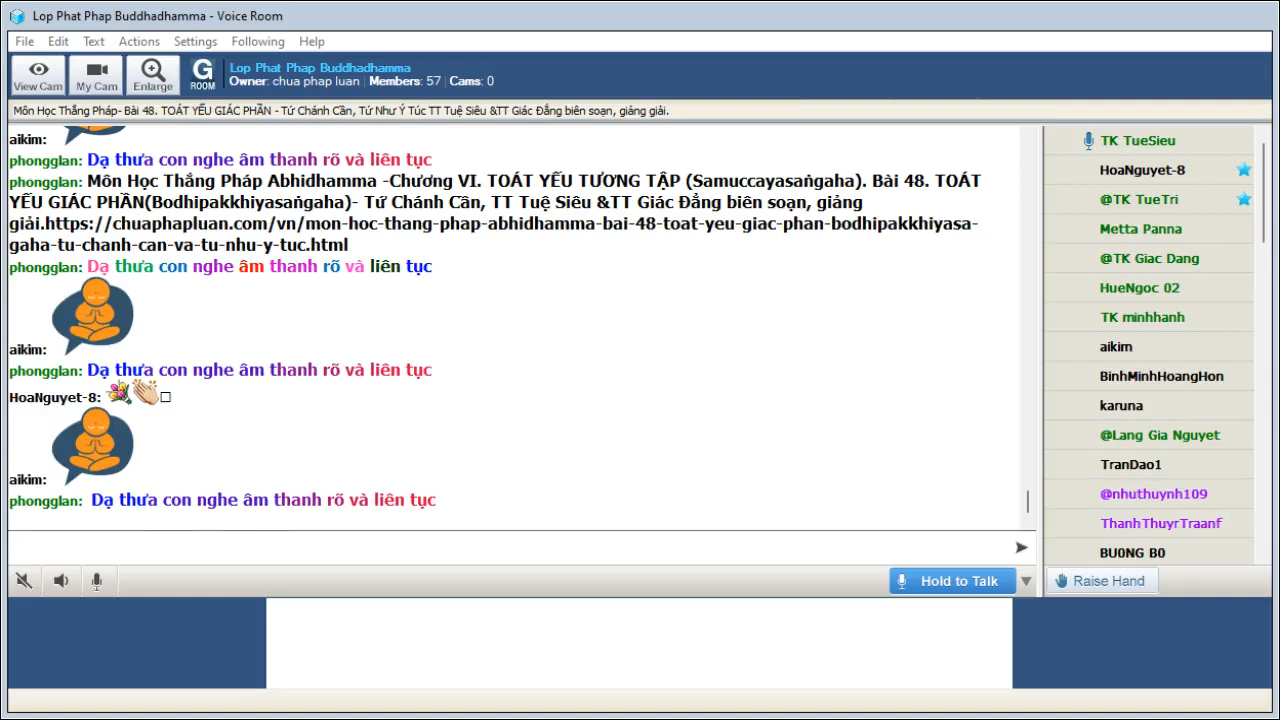 Lop Phat Phap Buddhadhamma - Voice Room
File Edit Text Actions Settings Following Help
View Cam My Cam Enlarge G ROOM
Lop Phat Phap Buddhadhamma
Owner: chua phap luan | Members: 57 | Cams: 0
Môn Học Thắng Pháp- Bài 48. TOÁT YẾU GIÁC PHẦN - Tứ Chánh Cần, Tứ Như Ý Túc TT Tuệ Siêu &TT Giác Đẳng biên soạn, giảng giải.
aikim:
phongglan: Dạ thưa con nghe âm thanh rõ và liên tục
phongglan: Môn Học Thắng Pháp Abhidhamma -Chương VI. TOÁT YẾU TƯƠNG TẬP (Samuccayasaṅgaha). Bài 48. TOÁT
YẾU GIÁC PHẦN(Bodhipakkhiyasaṅgaha)- Tứ Chánh Cần, TT Tuệ Siêu &TT Giác Đẳng biên soạn, giảng
giải.https://chuaphapluan.com/vn/mon-hoc-thang-phap-abhidhamma-bai-48-toat-yeu-giac-phan-bodhipakkhiyasa-
gaha-tu-chanh-can-va-tu-nhu-y-tuc.html
phongglan: Dạ thưa con nghe âm thanh rõ và liên tục
aikim:
phongglan: Dạ thưa con nghe âm thanh rõ và liên tục
HoaNguyet-8:
aikim:
phongglan: Dạ thưa con nghe âm thanh rõ và liên tục
Hold to Talk
TK TueSieu
HoaNguyet-8
@TK TueTri
Metta Panna
@TK Giac Dang
HueNgoc 02
TK minhhanh
aikim
BinhMinhHoangHon
karuna
@Lang Gia Nguyet
TranDao1
@nhuthuynh109
ThanhThuyrTraanf
BU0NG B0
Raise Hand